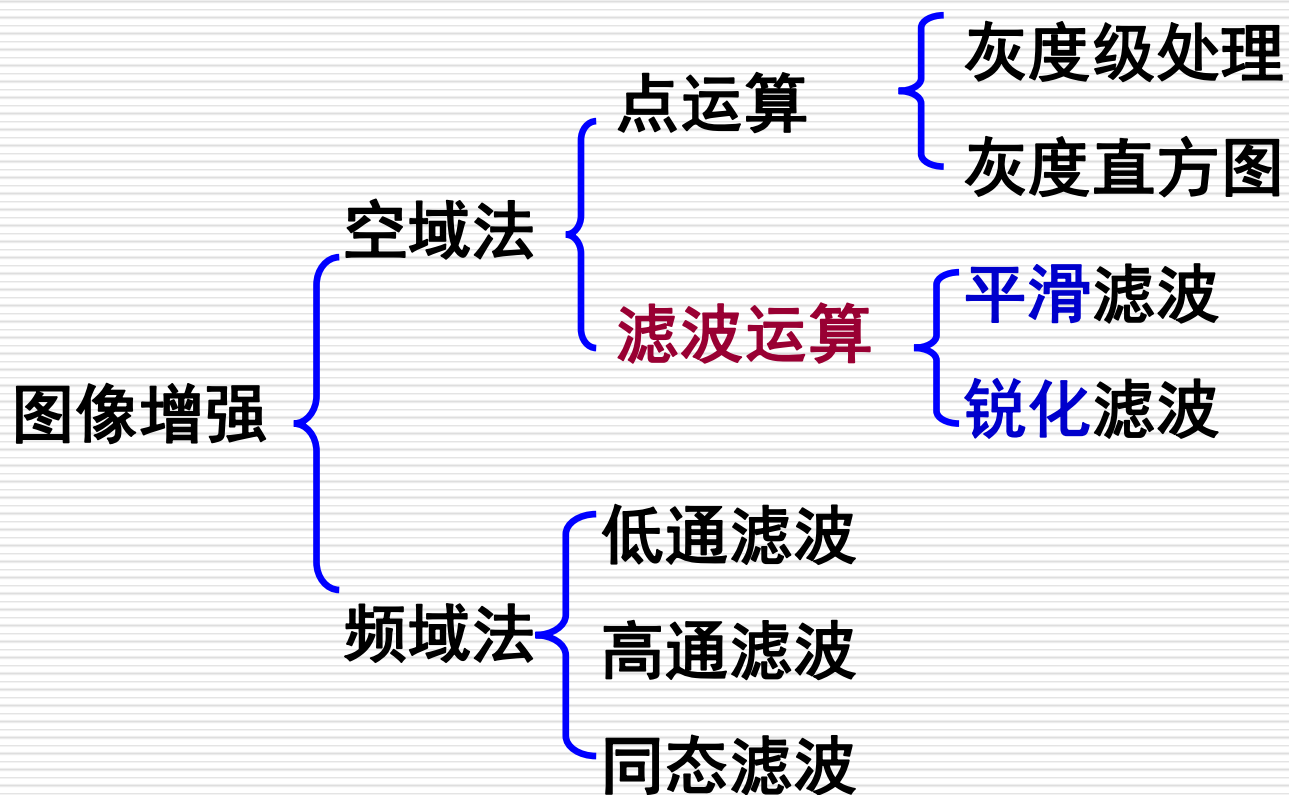 灰度级处理
点运算
灰度直方图
空域法
平滑滤波
滤波运算
锐化滤波
图像增强
低通滤波
频域法
高通滤波
同态滤波